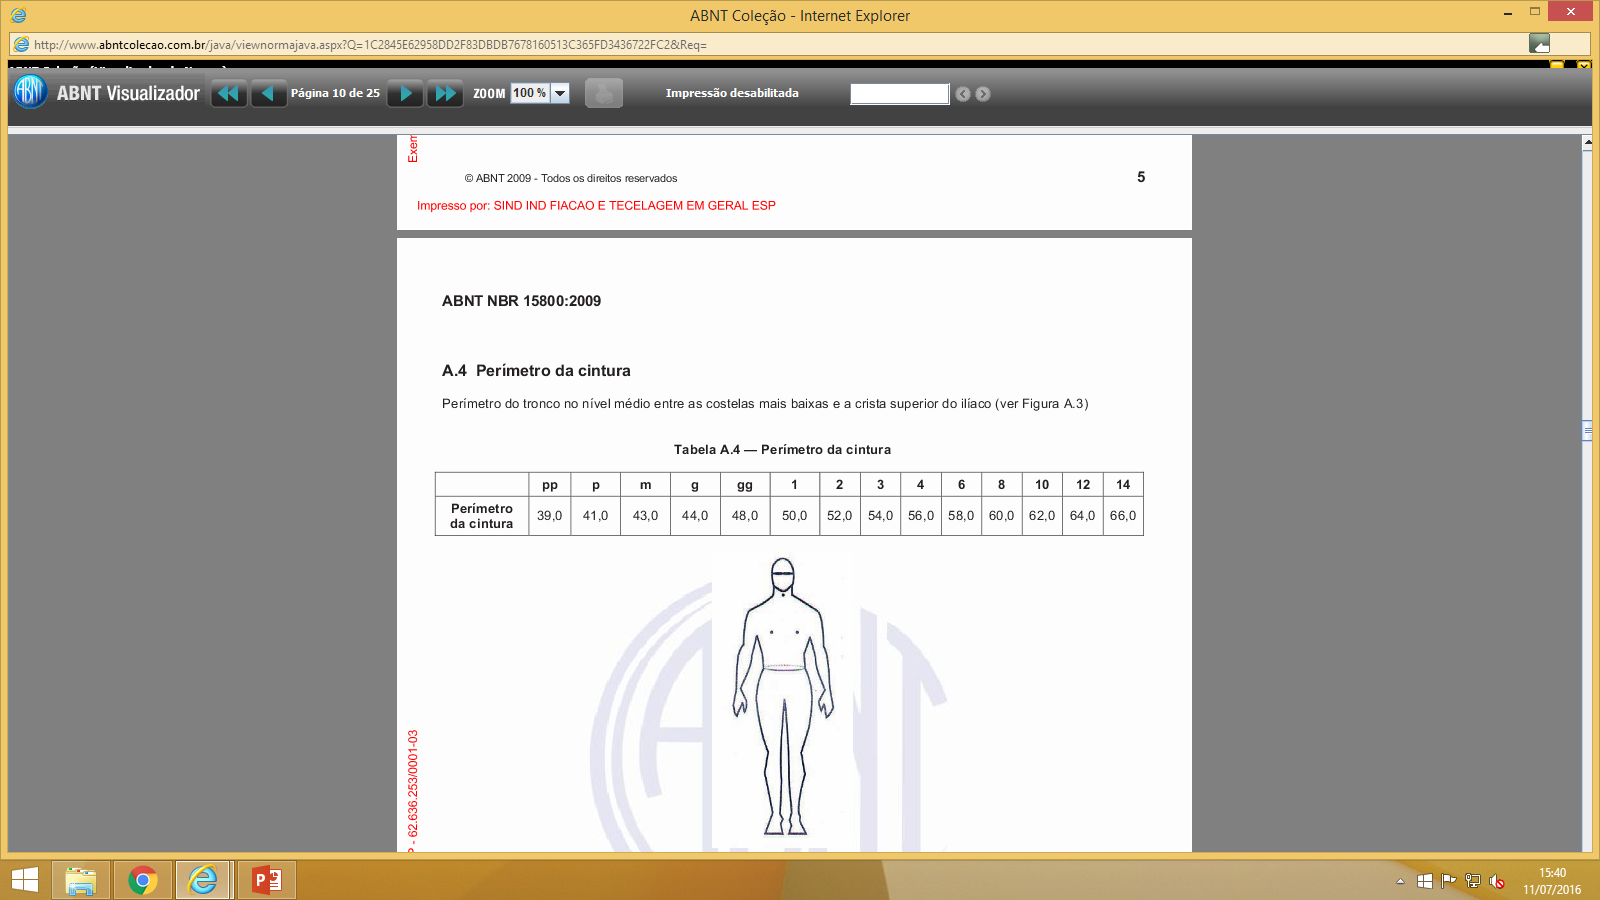 ABNT Coleção - Internet Explorer
http://www.abntcolecao.com.br/java/viewnormajava.aspx?Q=1C2845E62958DD2F83DBDB7678160513C365FD3436722FC2&Req=
ABNT Visualizador
Página 10 de 25
ZOOM
100 %
Impressão desabilitada
Exem
© ABNT 2009 - Todos os direitos reservados
5
Impresso por: SIND IND FIACAO E TECELAGEM EM GERAL ESP
ABNT NBR 15800:2009
A.4 Perímetro da cintura
Perímetro do tronco no nível médio entre as costelas mais baixas e a crista superior do ilíaco (ver Figura A.3)
Tabela A.4 — Perímetro da cintura
pp p m g gg 1 2 3 4 6 8 10 12 14
Perímetro da cintura 39,0 41,0 43,0 44,0 48,0 50,0 52,0 54,0 56,0 58,0 60,0 62,0 64,0 66,0
P - 62.636.253/0001-03
15:40
11/07/2016